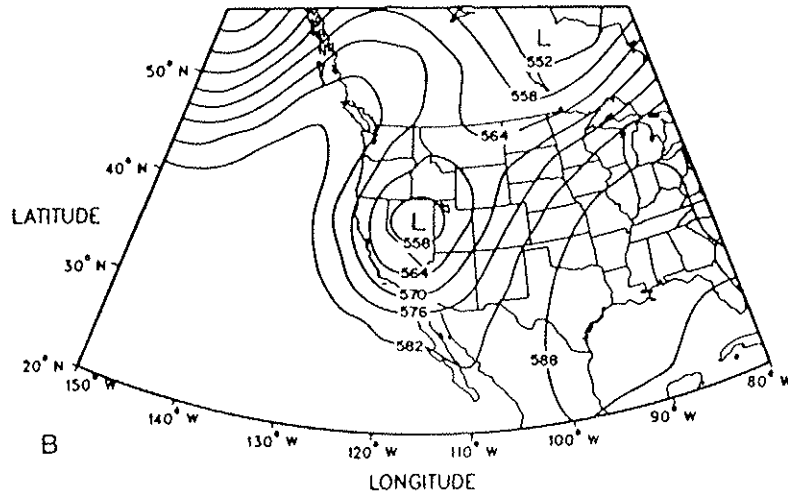 L
552
50° N
558
564
40° N
LATITUDE
L
558
30° N
564
570
576
582
588
20° N
150° W
140° W
130° W
120° W
110° W
100° W
90° W
80° W
B
LONGITUDE